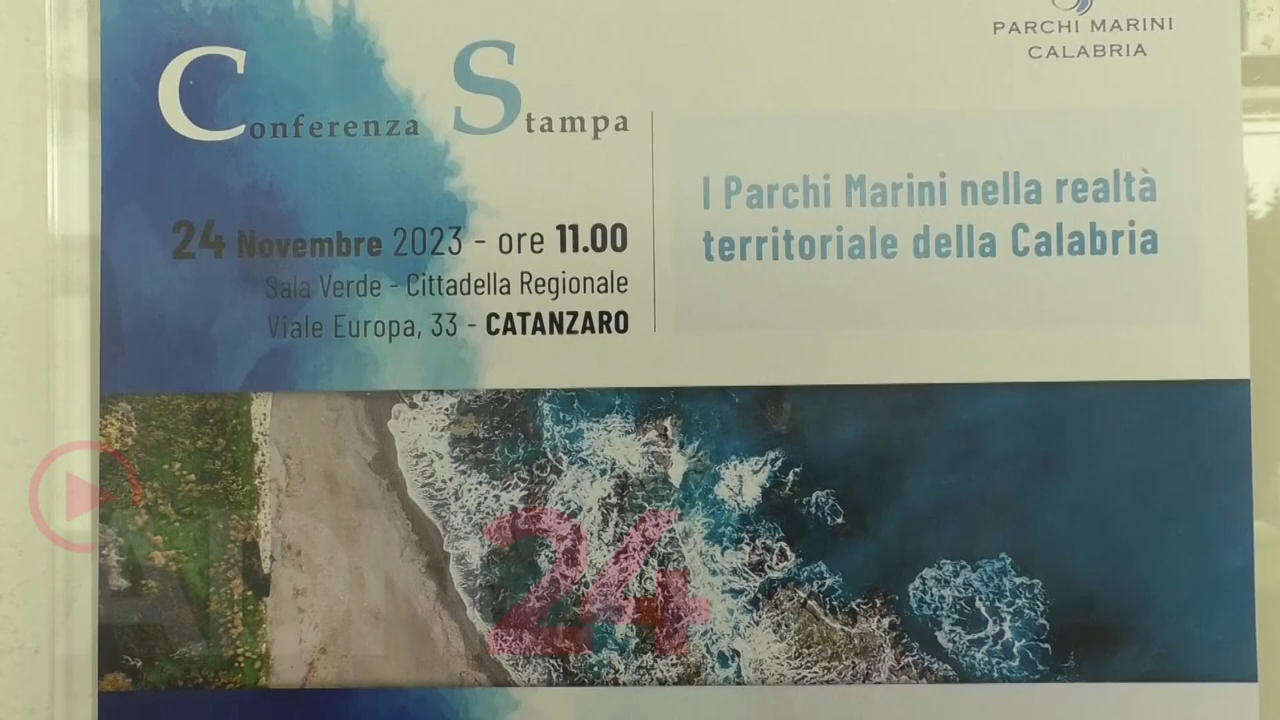 PARCHI MARINI
CALABRIA
Conferenza Stampa
24 Novembre 2023 - ore 11.00
Sala Verde - Cittadella Regionale
Viale Europa, 33 - CATANZARO
I Parchi Marini nella realtà
territoriale della Calabria
24